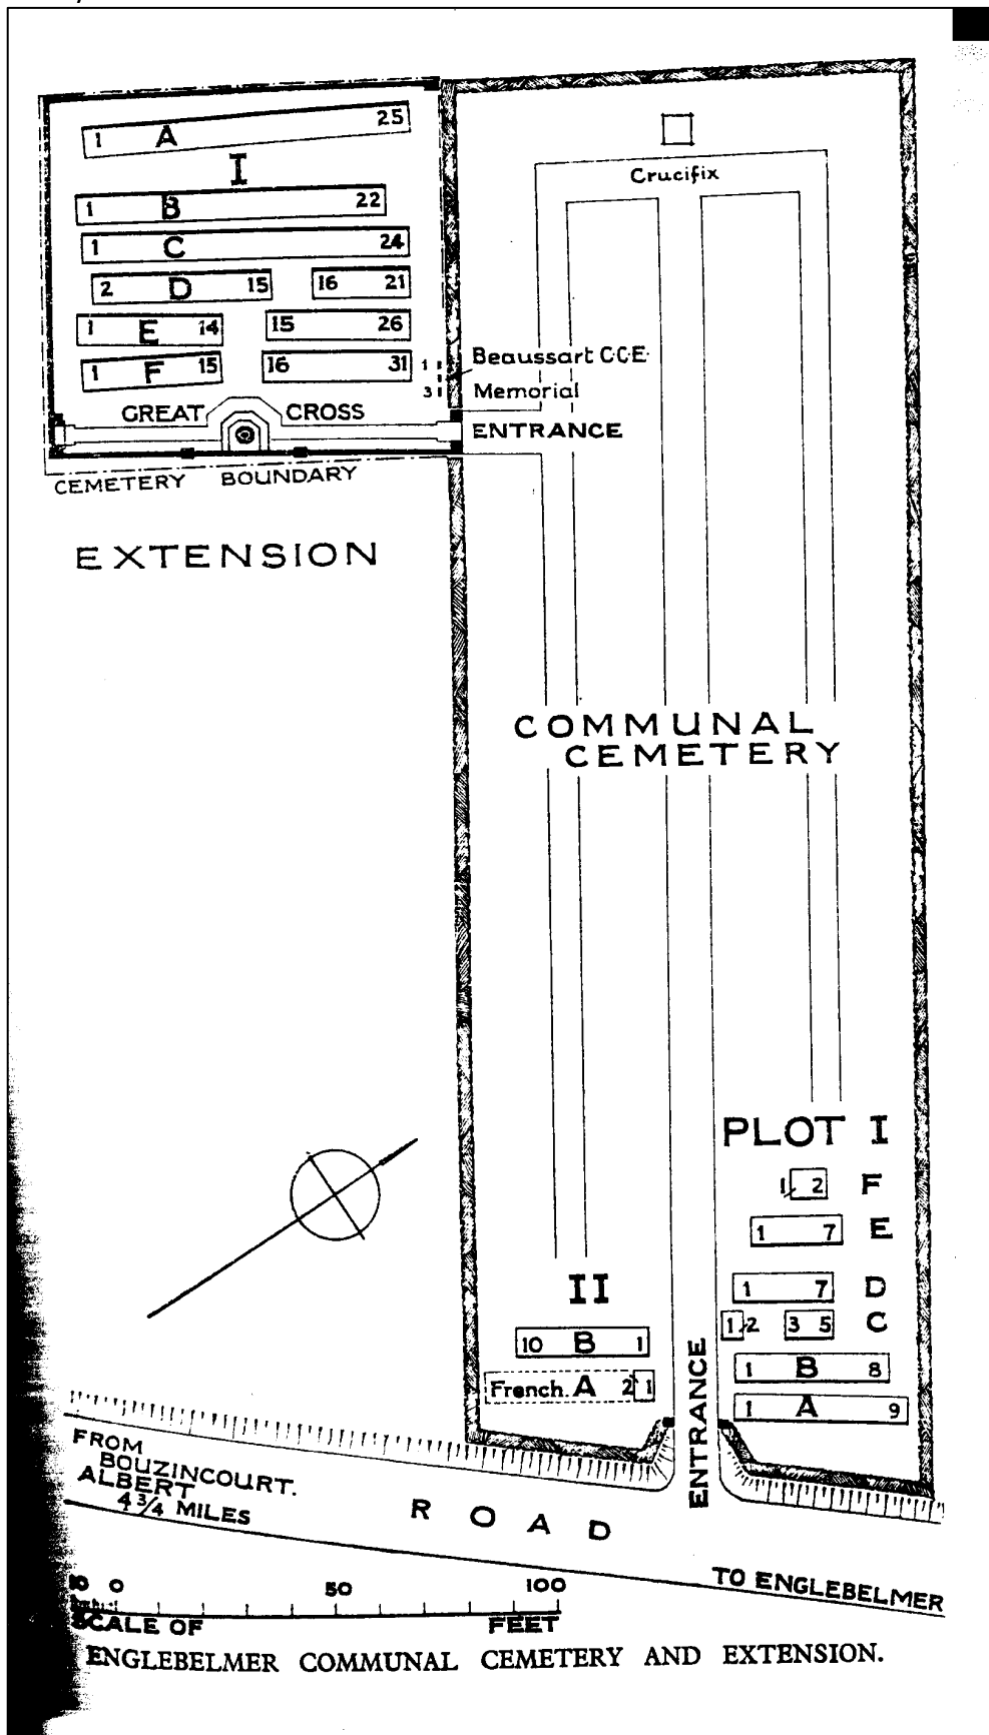 1 A 25
I
1 B 22
1 C 24
2 D 15 16 21
1 E 14 15 26
1 F 15 16 31
GREAT CROSS
CEMETERY BOUNDARY
EXTENSION
Crucifix
1 Beaussart C.C.E.
3 Memorial
ENTRANCE
COMMUNAL
CEMETERY
PLOT I
1 2 F
1 7 E
1 7 D
1 2 3 5 C
1 B 8
1 A 9
II
10 B 1
French. A 2 1
ENTRANCE
FROM
BOUZINCOURT.
ALBERT
4 3/4 MILES
ROAD
TO ENGLEBELMER
10 0 50 100
SCALE OF FEET
ENGLEBELMER COMMUNAL CEMETERY AND EXTENSION.